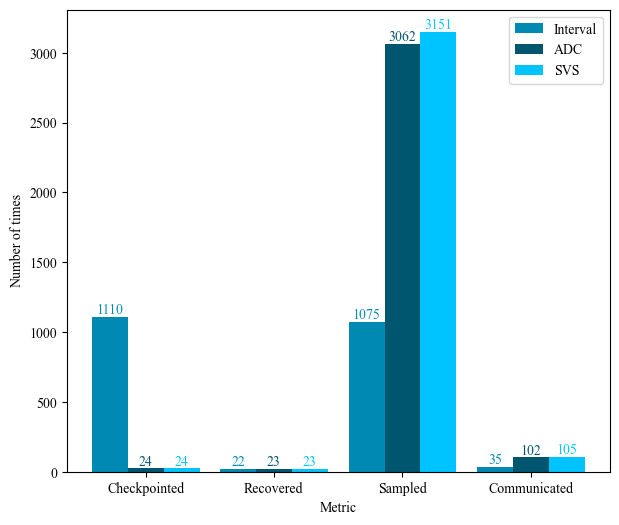 Interval
ADC
SVS
Number of times
3000
2500
2000
1500
1000
500
0
1110
24
24
22
23
23
1075
3062
3151
35
102
105
Checkpointed
Recovered
Sampled
Communicated
Metric